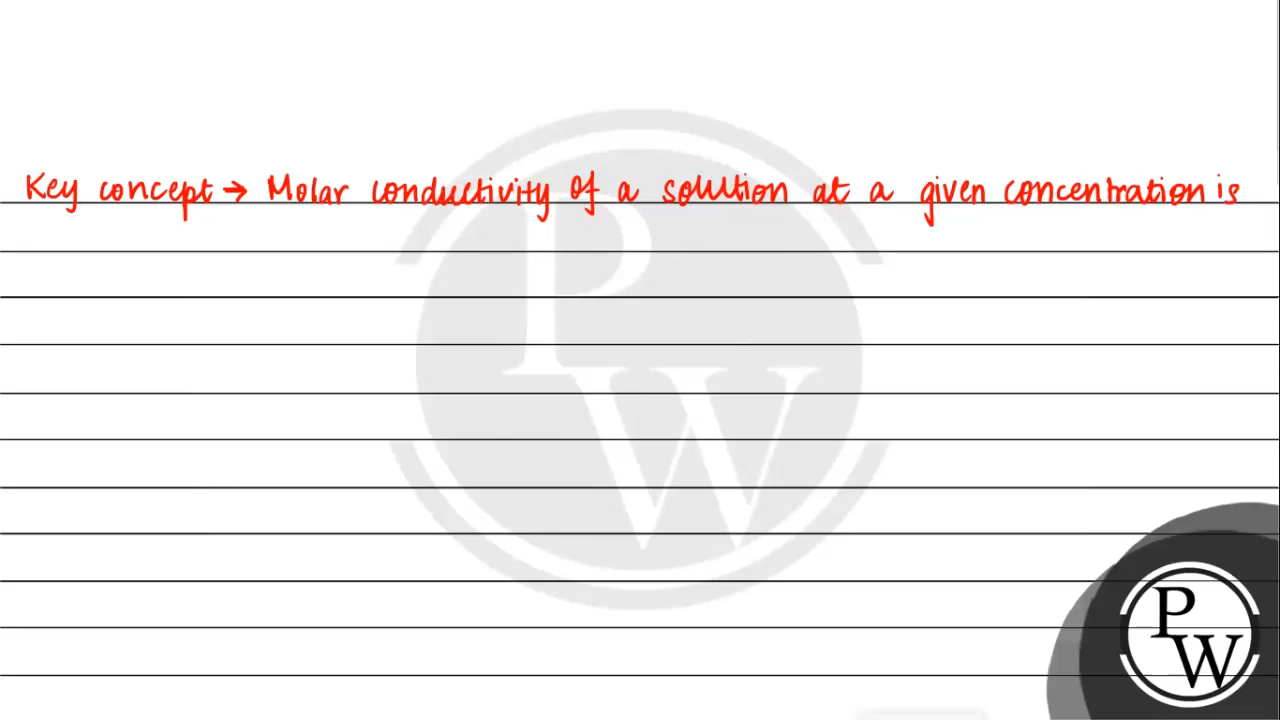 Key concept → Molar conductivity of a solution at a given concentration is
P
W
P
W